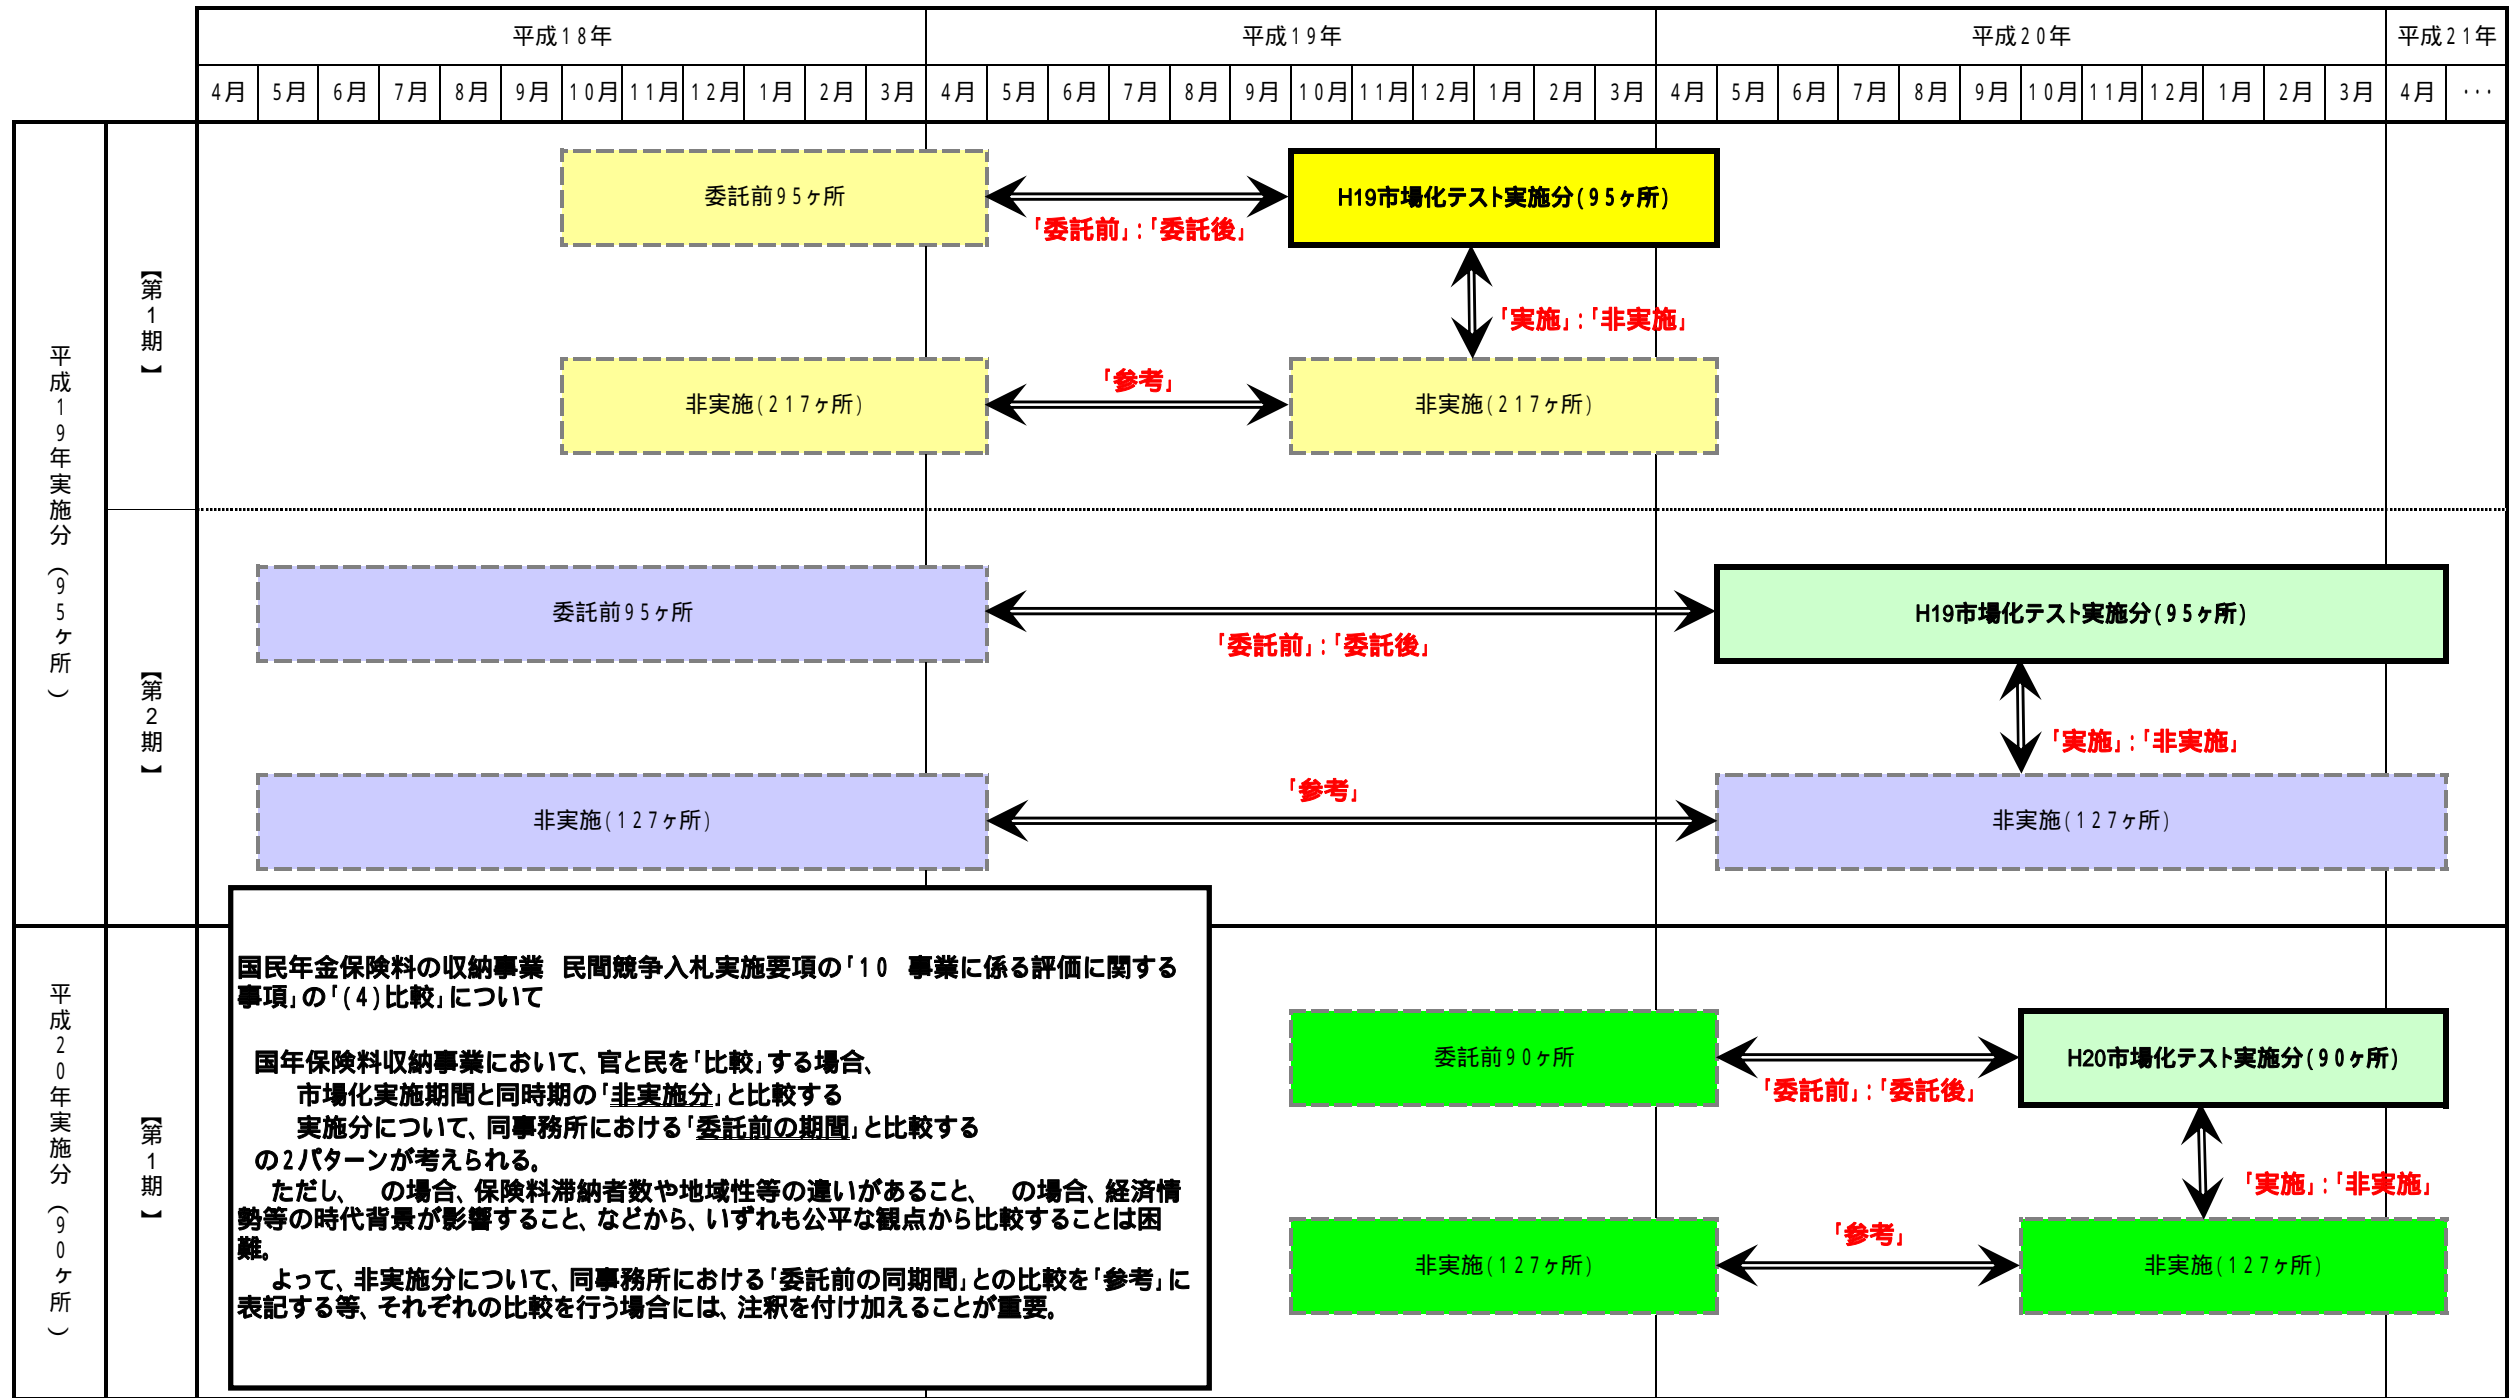 平成18年 平成19年 平成20年 平成21年
4月 5月 6月 7月 8月 9月 10月 11月 12月 1月 2月 3月 4月 5月 6月 7月 8月 9月 10月 11月 12月 1月 2月 3月 4月 5月 6月 7月 8月 9月 10月 11月 12月 1月 2月 3月 4月 ・・・
平成19年実施分(95ヶ所)
【第1期】
委託前95ヶ所
H19市場化テスト実施分(95ヶ所)
「委託前」:「委託後」
「実施」:「非実施」
「参考」
非実施(217ヶ所)
非実施(217ヶ所)
【第2期】
委託前95ヶ所
H19市場化テスト実施分(95ヶ所)
「委託前」:「委託後」
「実施」:「非実施」
「参考」
非実施(127ヶ所)
非実施(127ヶ所)
平成20年実施分(90ヶ所)
【第1期】
国民年金保険料の収納事業 民間競争入札実施要項の「10 事業に係る評価に関する
事項」の「(4)比較」について
国年保険料収納事業において、官と民を「比較」する場合、
市場化実施期間と同時期の「非実施分」と比較する
実施分について、同事務所における「委託前の期間」と比較する
の2パターンが考えられる。
ただし、 の場合、保険料滞納者数や地域性等の違いがあること、 の場合、経済情
勢等の時代背景が影響すること、などから、いずれも公平な観点から比較することは困
難。
よって、非実施分について、同事務所における「委託前の同期間」との比較を「参考」に
表記する等、それぞれの比較を行う場合には、注釈を付け加えることが重要。
委託前90ヶ所
H20市場化テスト実施分(90ヶ所)
「委託前」:「委託後」
「実施」:「非実施」
「参考」
非実施(127ヶ所)
非実施(127ヶ所)